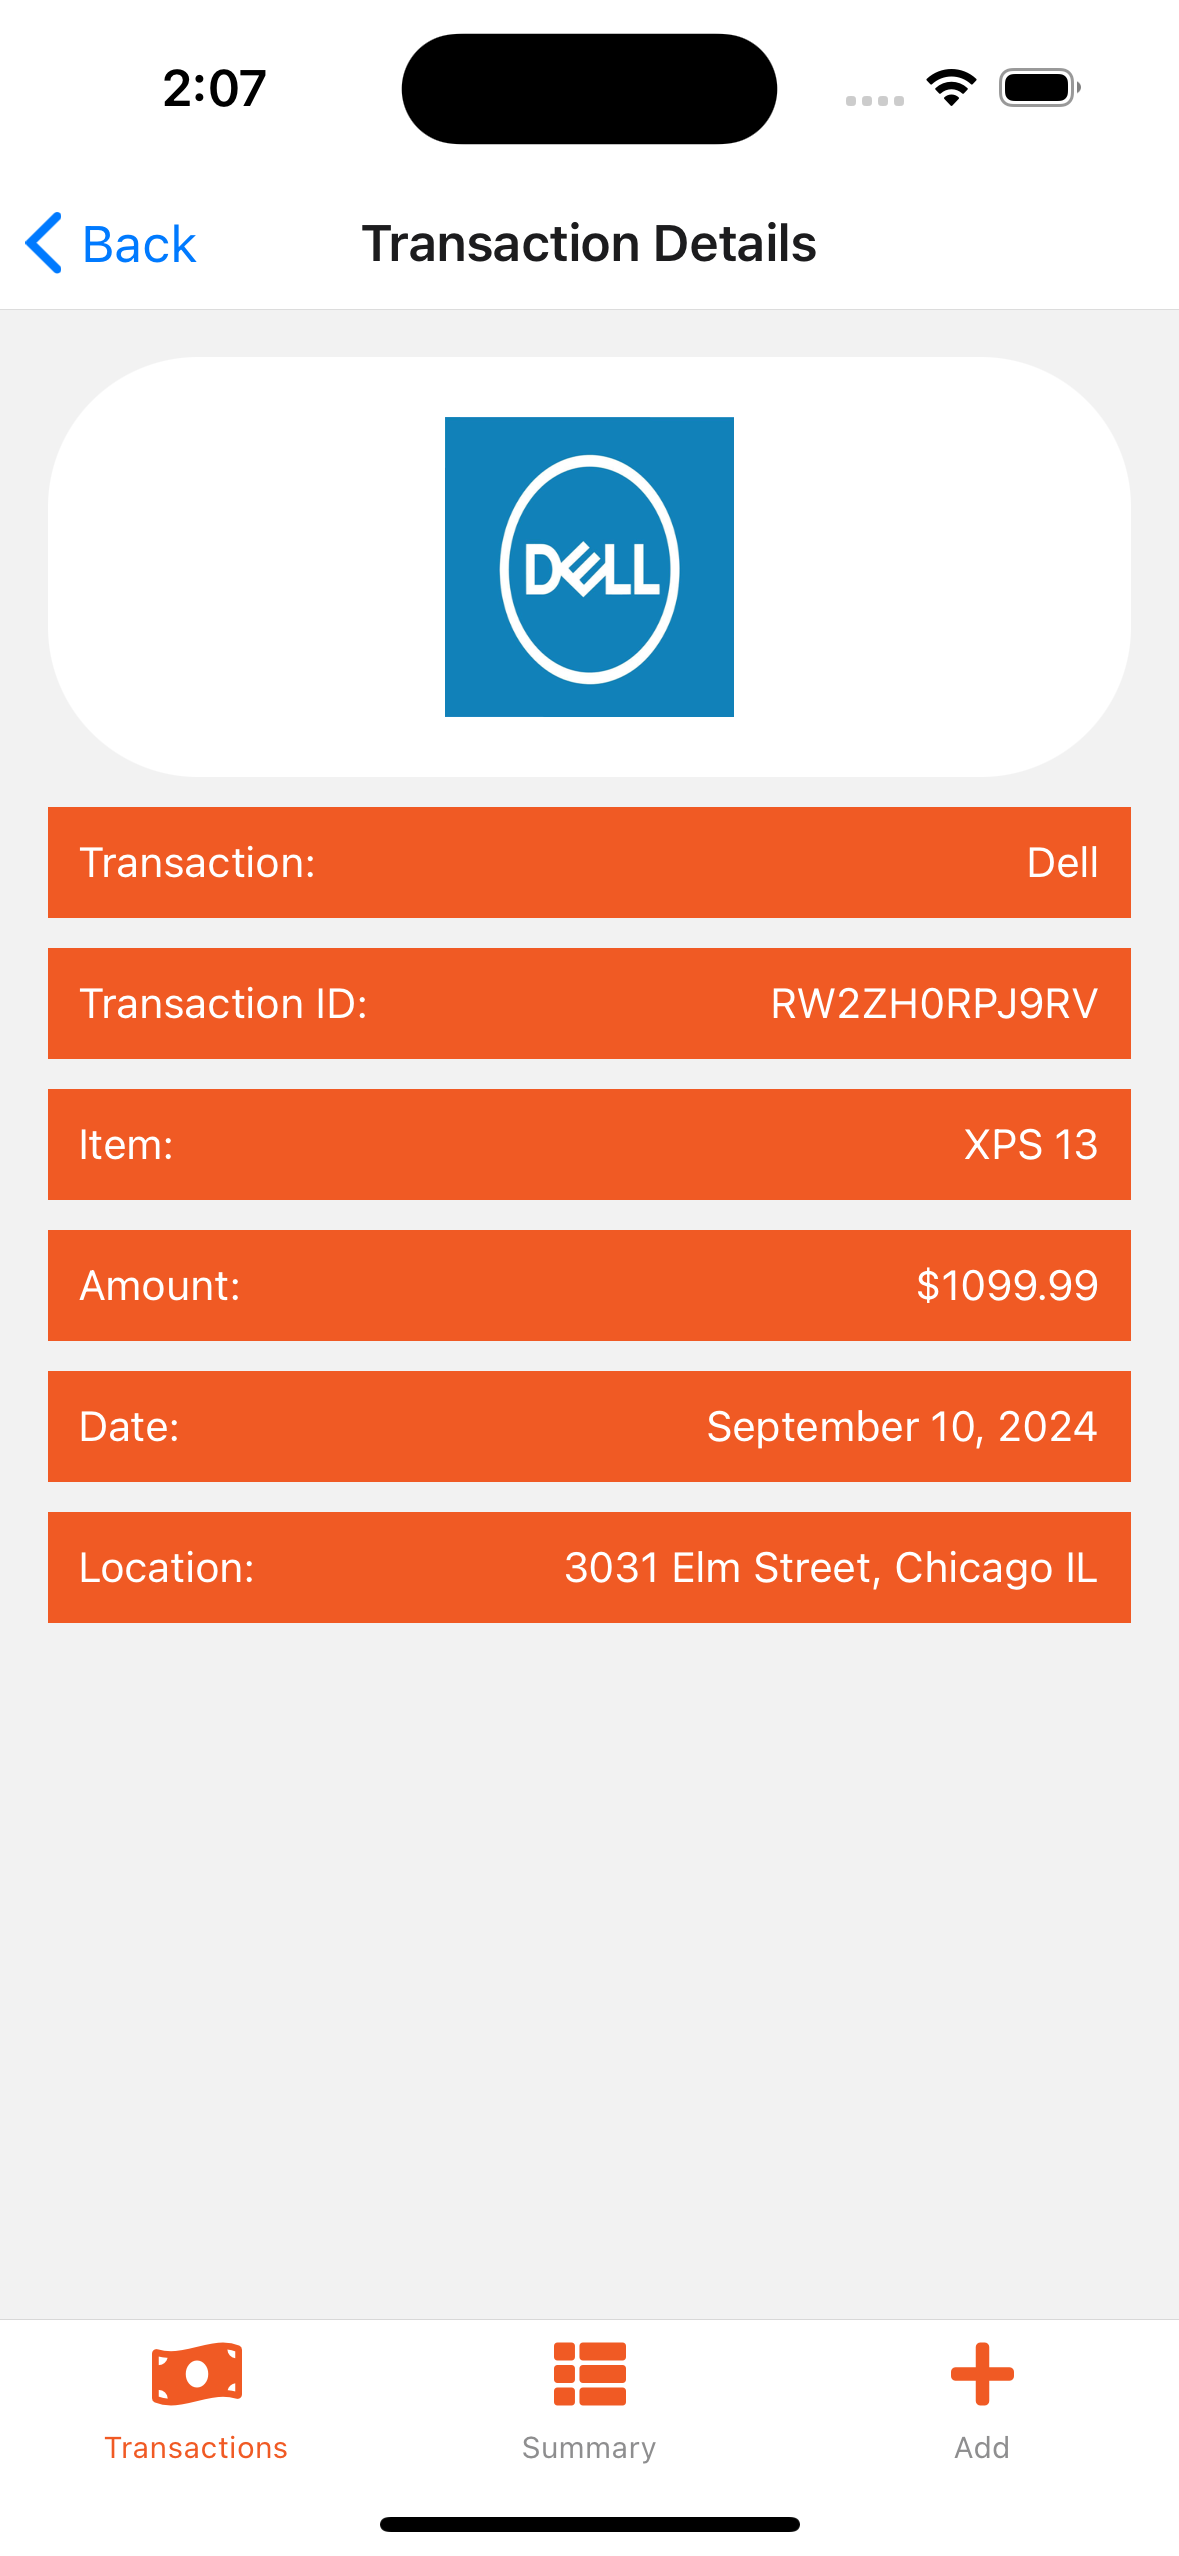 2:07
Back Transaction Details
DELL
Transaction: Dell
Transaction ID: RW2ZH0RPJ9RV
Item: XPS 13
Amount: $1099.99
Date: September 10, 2024
Location: 3031 Elm Street, Chicago IL
Transactions Summary Add